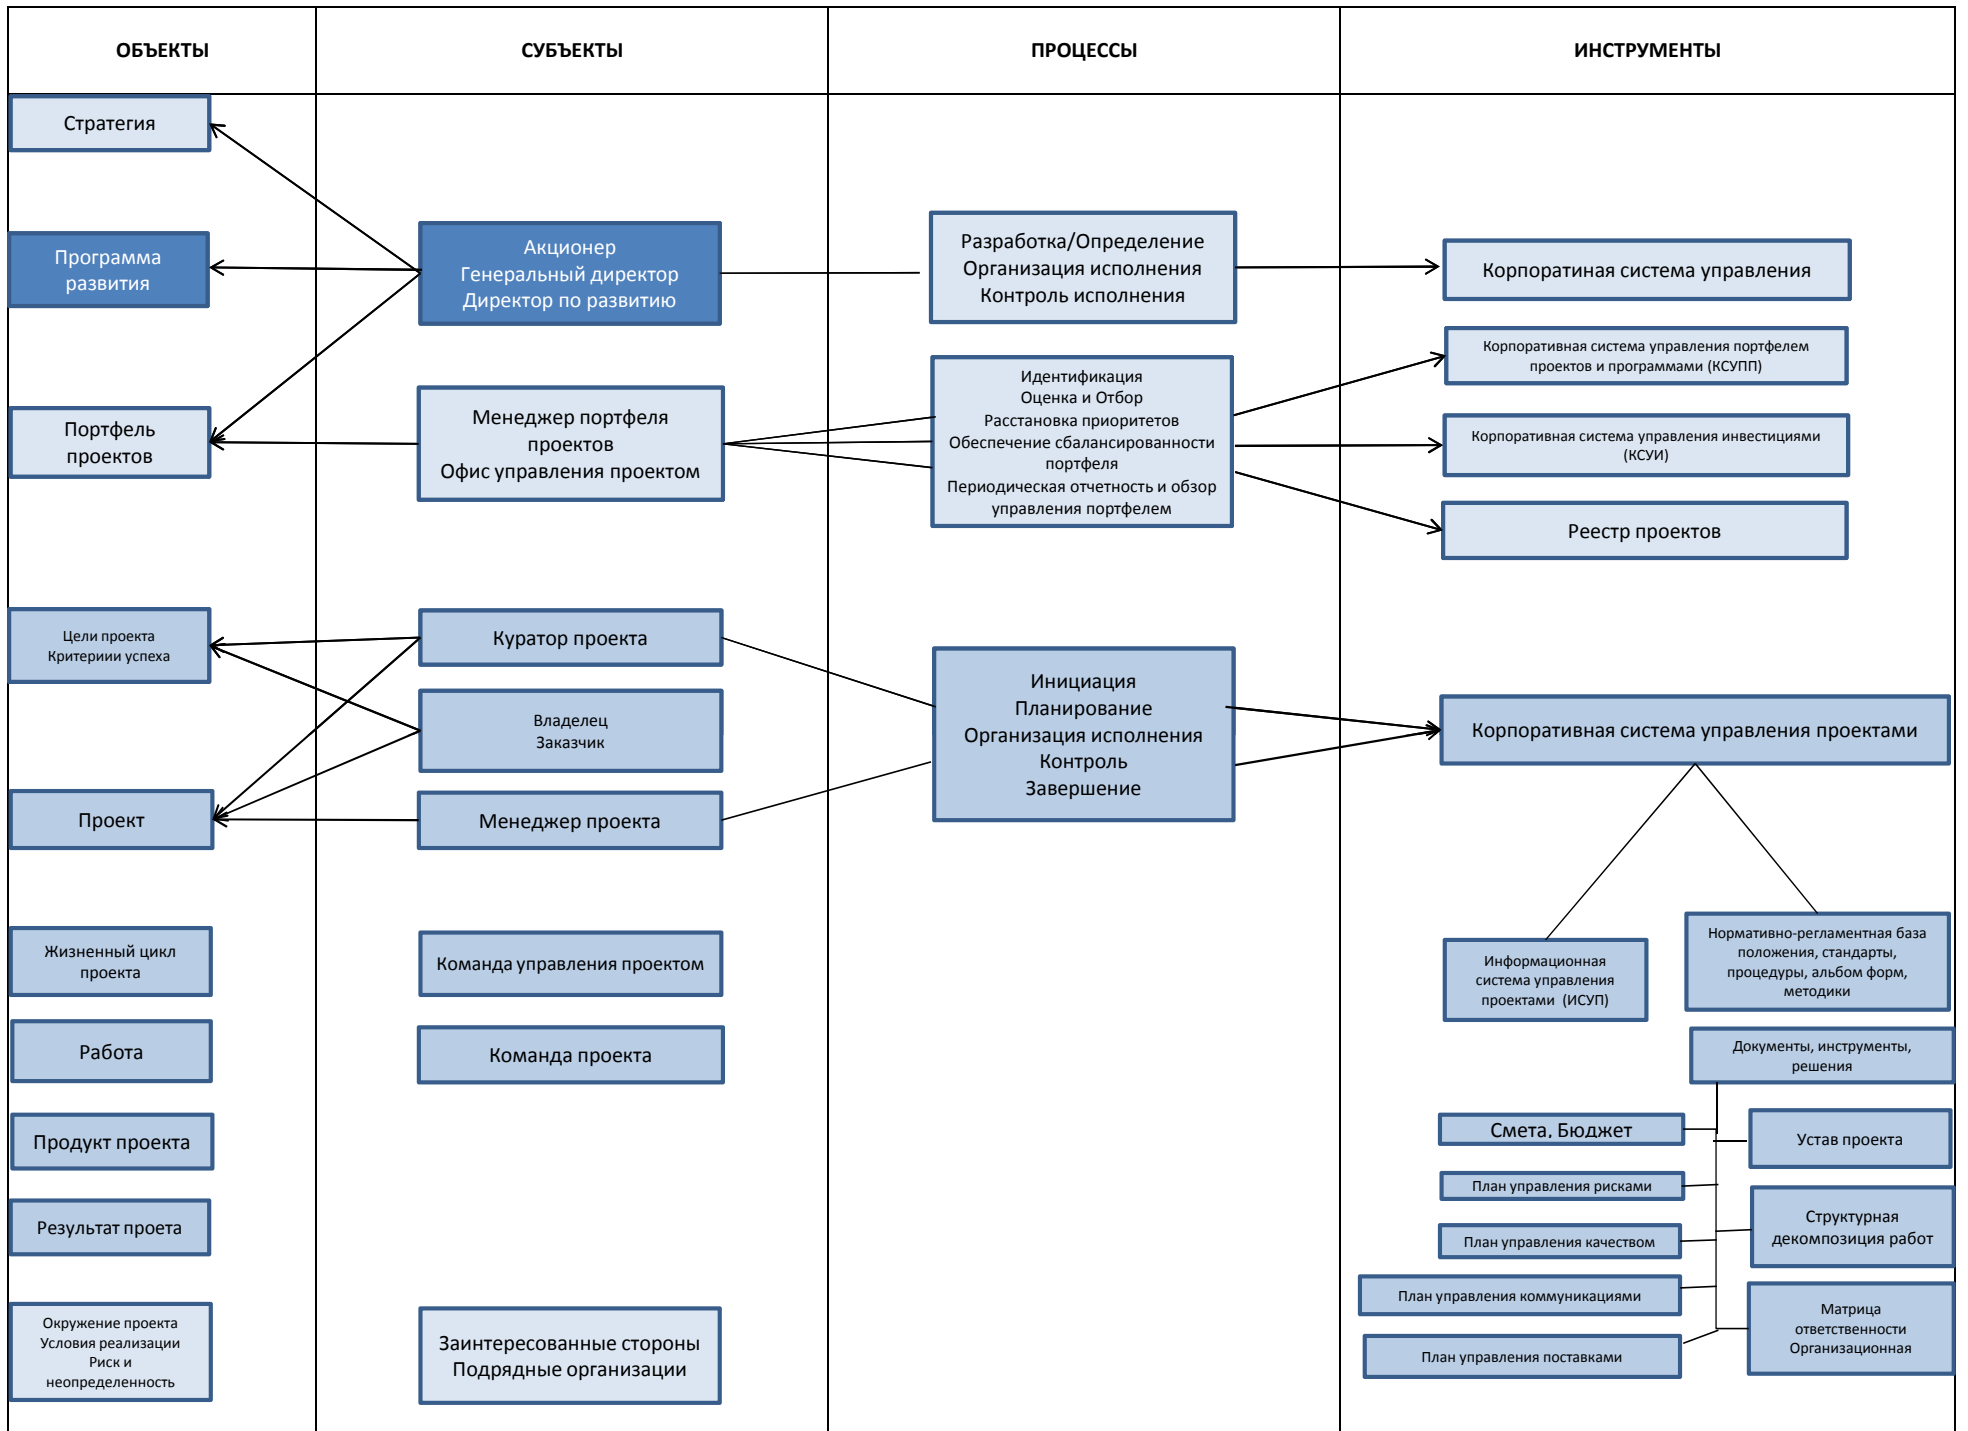 ОБЪЕКТЫ
СУБЪЕКТЫ
ПРОЦЕССЫ
ИНСТРУМЕНТЫ
Стратегия
Программа
развития
Акционер
Генеральный директор
Директор по развитию
Разработка/Определение
Организация исполнения
Контроль исполнения
Корпоратиная система управления
Портфель
проектов
Менеджер портфеля
проектов
Офис управления проектом
Идентификация
Оценка и Отбор
Расстановка приоритетов
Обеспечение сбалансированности
портфеля
Периодическая отчетность и обзор
управления портфелем
Корпоративная система управления портфелем
проектов и программами (КСУПП)
Корпоративная система управления инвестициями
(КСУИ)
Реестр проектов
Цели проекта
Критериии успеха
Куратор проекта
Владелец
Заказчик
Инициация
Планирование
Организация исполнения
Контроль
Завершение
Корпоративная система управления проектами
Проект
Менеджер проекта
Жизненный цикл
проекта
Команда управления проектом
Информационная
система управления
проектами (ИСУП)
Нормативно-регламентная база
положения, стандарты,
процедуры, альбом форм,
методики
Работа
Команда проекта
Документы, инструменты,
решения
Продукт проекта
Смета, Бюджет
Устав проекта
План управления рисками
Результат проета
План управления качеством
Структурная
декомпозиция работ
План управления коммуникациями
Окружение проекта
Условия реализации
Риск и
неопределенность
Заинтересованные стороны
Подрядные организации
План управления поставками
Матрица
ответственности
Организационная